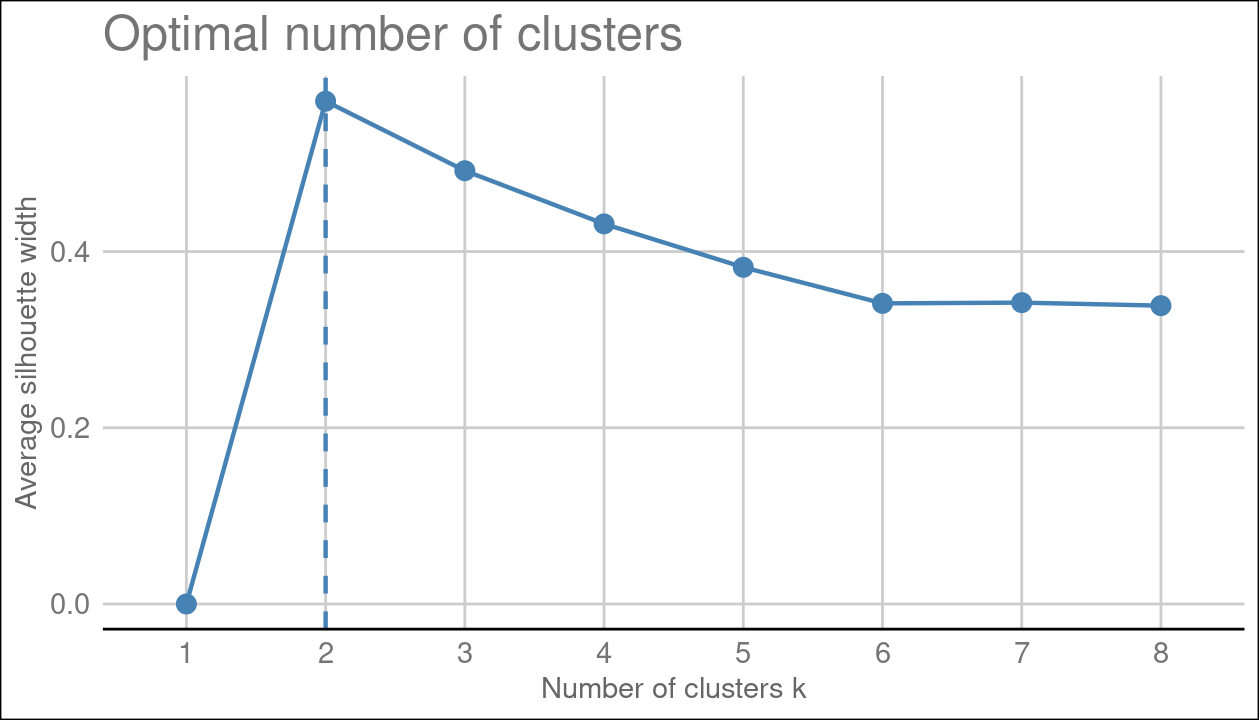 Optimal number of clusters
Average silhouette width
0.4
0.2
0.0
1 2 3 4 5 6 7 8
Number of clusters k